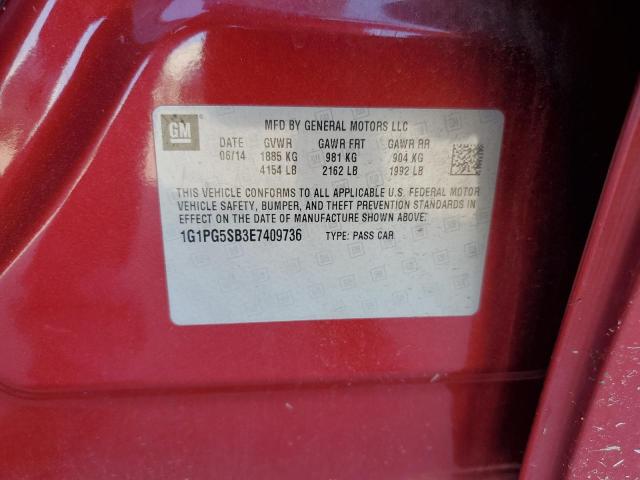 GM
MFD BY GENERAL MOTORS LLC
DATE GVWR GAWR FRT GAWR RR
06/14 1885 KG 981 KG 904 KG
4154 LB 2162 LB 1992 LB
THIS VEHICLE CONFORMS TO ALL APPLICABLE U.S. FEDERAL MOTOR
VEHICLE SAFETY, BUMPER, AND THEFT PREVENTION STANDARDS IN
EFFECT ON THE DATE OF MANUFACTURE SHOWN ABOVE.
1G1PG5SB3E7409736 TYPE: PASS CAR